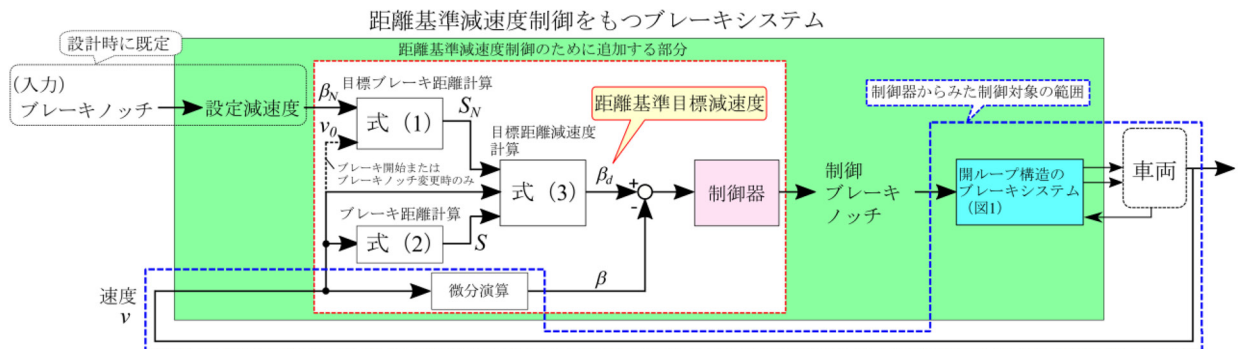 距離基準減速度制御をもつブレーキシステム
設計時に既定
距離基準減速度制御のために追加する部分
(入力)
ブレーキノッチ
設定減速度
β_N
目標ブレーキ距離計算
式（1）
S_N
v_0
ブレーキ開始または
ブレーキノッチ変更時のみ
目標距離減速度
計算
式（3）
距離基準目標減速度
β_d
+
-
制御器
制御
ブレーキ
ノッチ
制御器からみた制御対象の範囲
開ループ構造の
ブレーキシステム
（図1）
車両
ブレーキ距離計算
式（2）
S
微分演算
β
速度
v